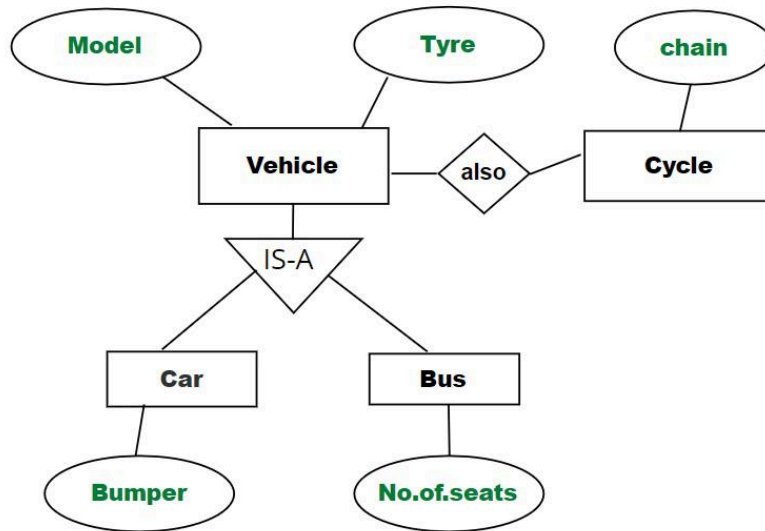 Model
Tyre
chain
Vehicle
also
Cycle
IS-A
Car
Bus
Bumper
No.of.seats